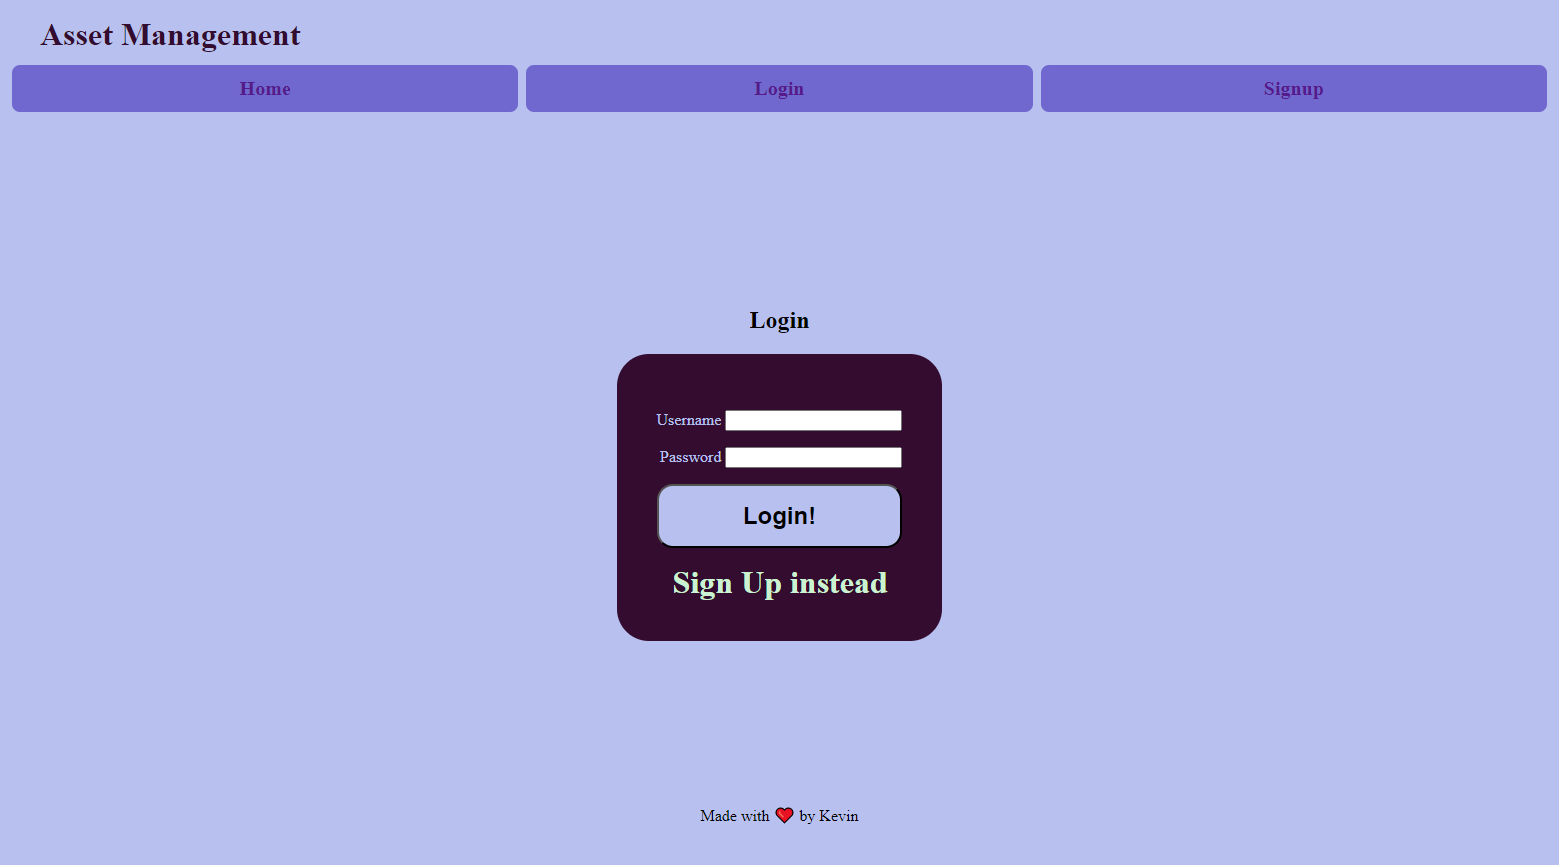 Asset Management
Home Login Signup
Login
Username
Password
Login!
Sign Up instead
Made with ❤ by Kevin